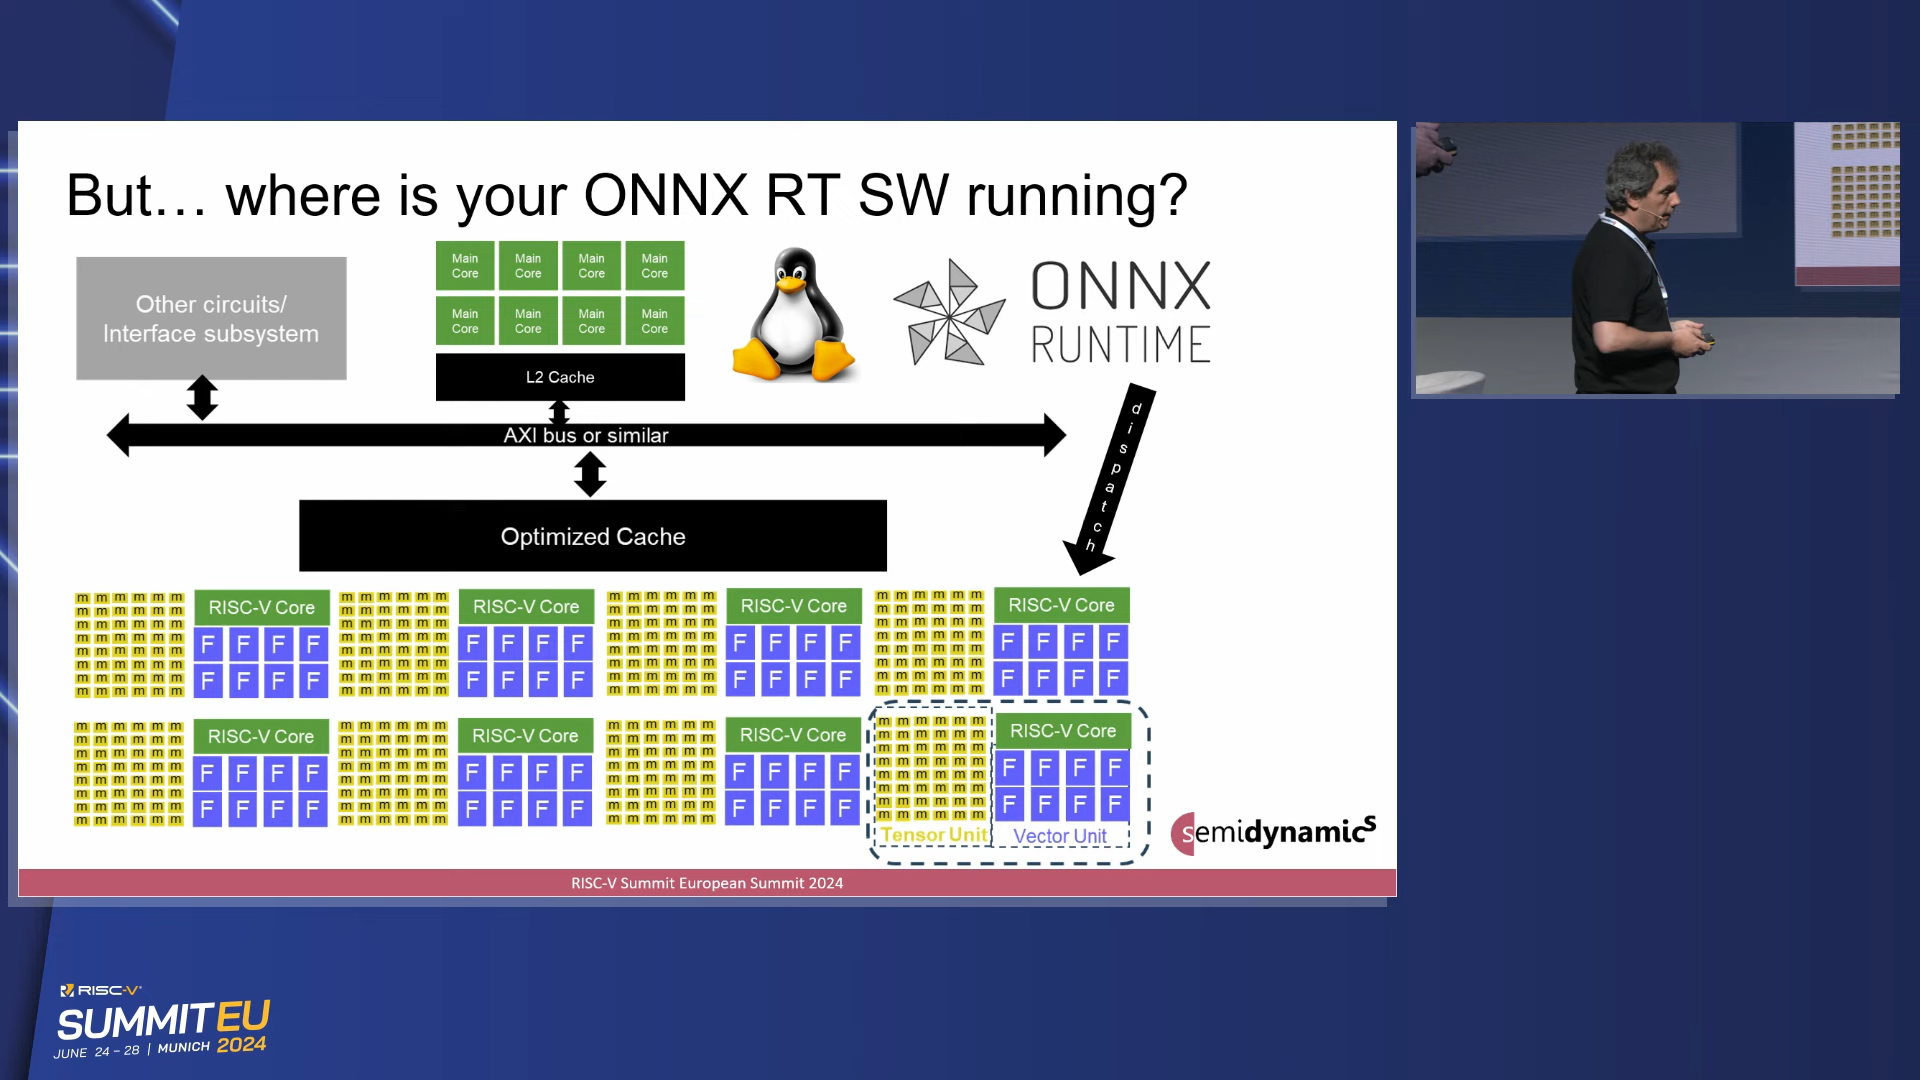 But... where is your ONNX RT SW running?
Other circuits/
Interface subsystem
Main Core Main Core Main Core Main Core
Main Core Main Core Main Core Main Core
L2 Cache
ONNX
RUNTIME
dispatch
AXI bus or similar
Optimized Cache
RISC-V Core RISC-V Core RISC-V Core RISC-V Core
m m m m m m F F F F m m m m m m F F F F m m m m m m F F F F m m m m m m F F F F
m m m m m m F F F F m m m m m m F F F F m m m m m m F F F F m m m m m m F F F F
RISC-V Core RISC-V Core RISC-V Core RISC-V Core
m m m m m m F F F F m m m m m m F F F F m m m m m m F F F F m m m m m m F F F F
m m m m m m F F F F m m m m m m F F F F m m m m m m F F F F m m m m m m F F F F
Tensor Unit Vector Unit
semidynamics
RISC-V Summit European Summit 2024
RISC-V
SUMMIT EU
JUNE 24 – 28 | MUNICH 2024